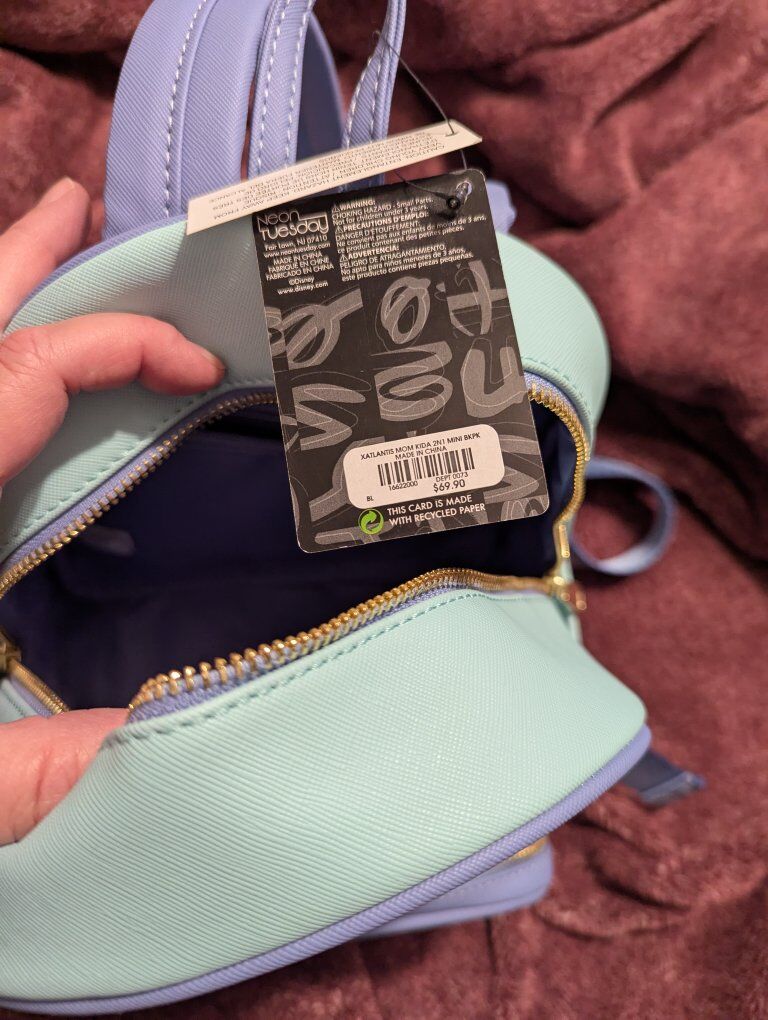 Neon
Tuesday
Fair Lawn, NJ 07410
www.neontuesday.com
MADE IN CHINA
FABRIQUÉ EN CHINE
FABRICADO EN CHINA
©Disney
www.disney.com
⚠WARNING:
CHOKING HAZARD - Small Parts.
Not for children under 3 years.
⚠PRÉCAUTIONS D'EMPLOI:
DANGER D'ÉTOUFFEMENT.
Ne convient pas aux enfants de moins de 3 ans,
ce produit contenant des petites pièces.
⚠ADVERTENCIA:
PELIGRO DE ATRAGANTAMIENTO.
No apto para niños menores de 3 años,
este producto contiene piezas pequeñas.
XATLANTIS MOM KIDA 2N1 MINI BKPK
MADE IN CHINA
BL 16622000 DEPT 0073
$69.90
THIS CARD IS MADE
WITH RECYCLED PAPER